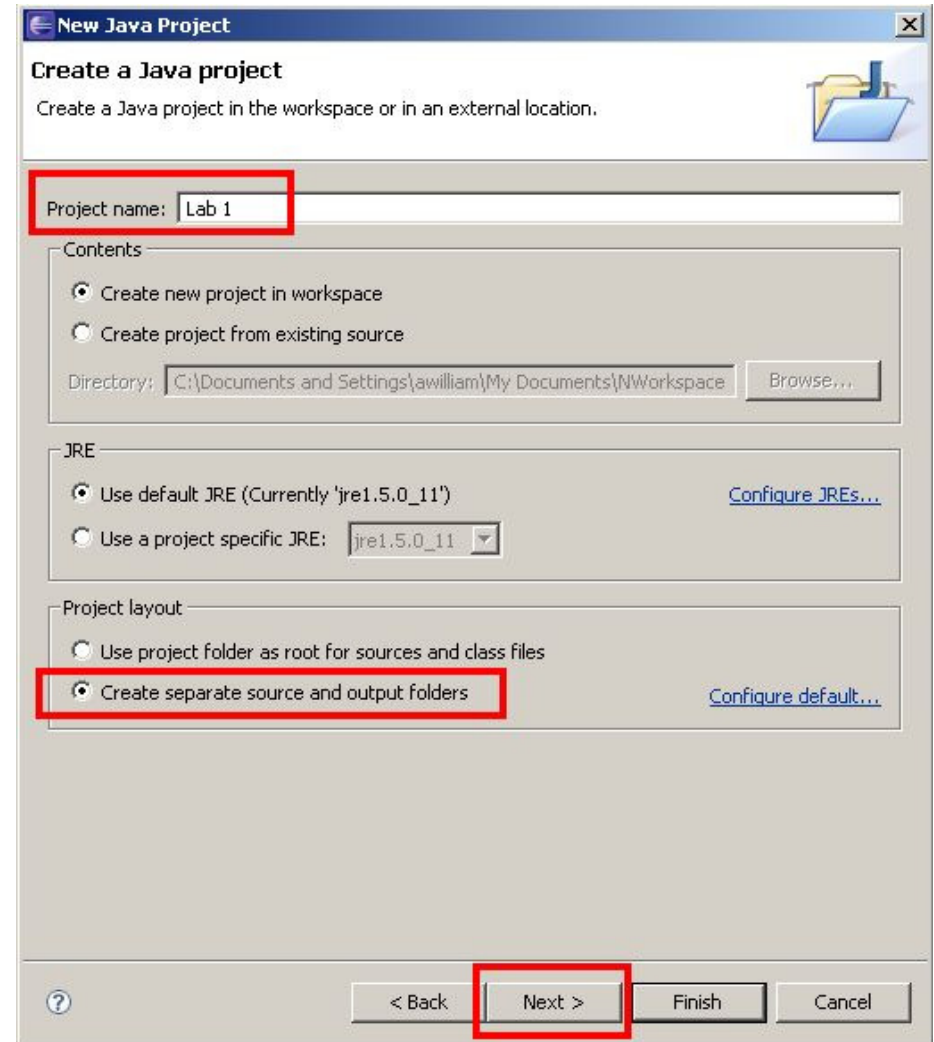 New Java Project
Create a Java project
Create a Java project in the workspace or in an external location.
Project name: Lab 1
Contents
Create new project in workspace
Create project from existing source
Directory: C:\Documents and Settings\awilliam\My Documents\NWorkspace Browse...
JRE
Use default JRE (Currently 'jre1.5.0_11') Configure JREs...
Use a project specific JRE: jre1.5.0_11
Project layout
Use project folder as root for sources and class files
Create separate source and output folders Configure default...
? < Back Next > Finish Cancel